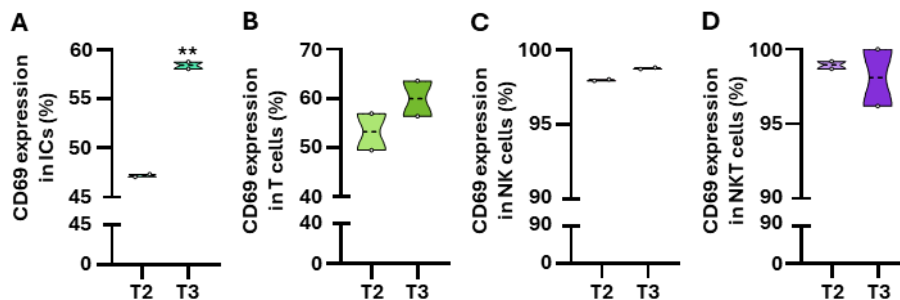 A
CD69 expression
in ICs (%)
60
**
55
50
45
45
0
T2
T3
B
CD69 expression
in T cells (%)
70
60
50
40
40
0
T2
T3
C
CD69 expression
in NK cells (%)
100
95
90
90
0
T2
T3
D
CD69 expression
in NKT cells (%)
100
95
90
90
0
T2
T3